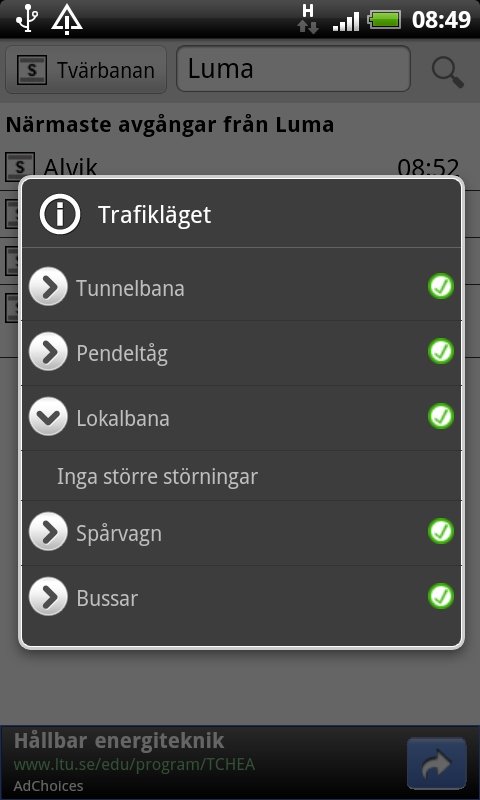 H
08:49
S Tvärbanan
Luma
Närmaste avgångar från Luma
S Alvik 08:52
Trafikläget
Tunnelbana
Pendeltåg
Lokalbana
Inga större störningar
Spårvagn
Bussar
Hållbar energiteknik
www.ltu.se/edu/program/TCHEA
AdChoices